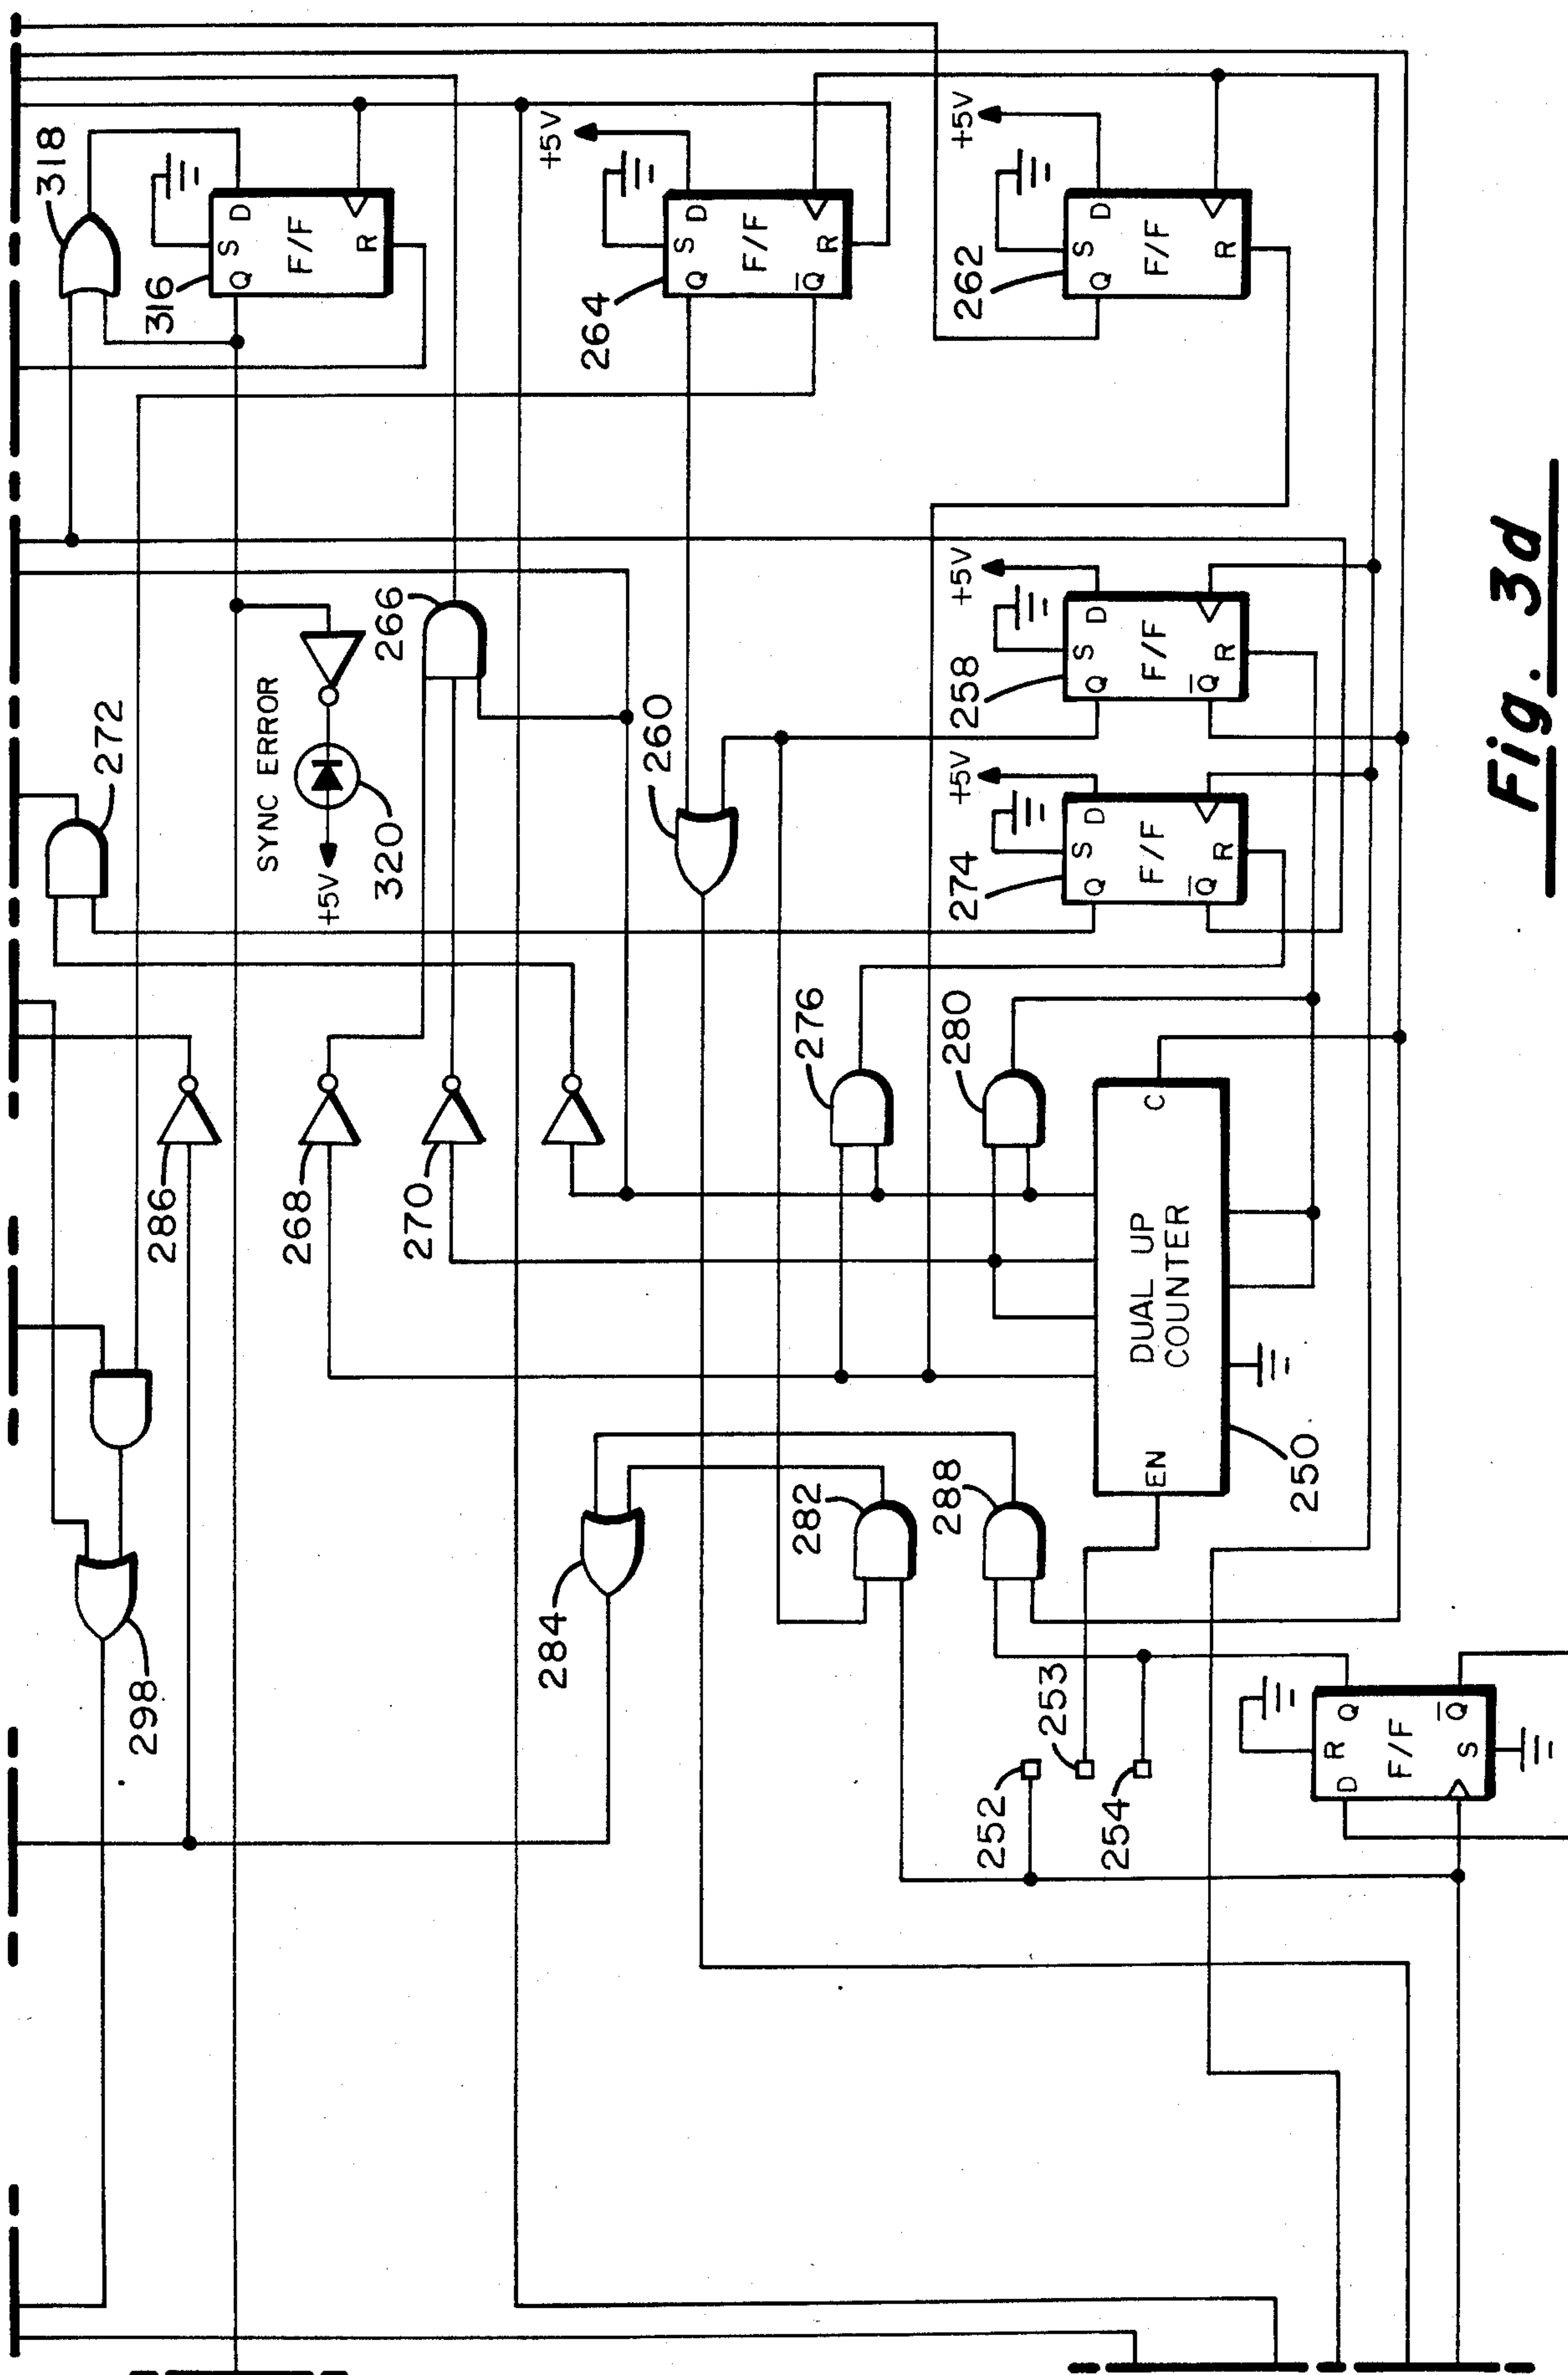 318
316
S D
Q F/F
R
+5V
264
S D
Q F/F
Q R
+5V
262
S D
Q F/F
R
272
SYNC ERROR
+5V
320
266
260
+5V
258
S D
Q F/F
Q R
+5V
274
S D
Q F/F
Q R
286
268
270
276
280
298
284
282
288
C
DUAL UP
COUNTER
EN
250
252
253
254
R Q
D F/F
S Q
Fig. 3d